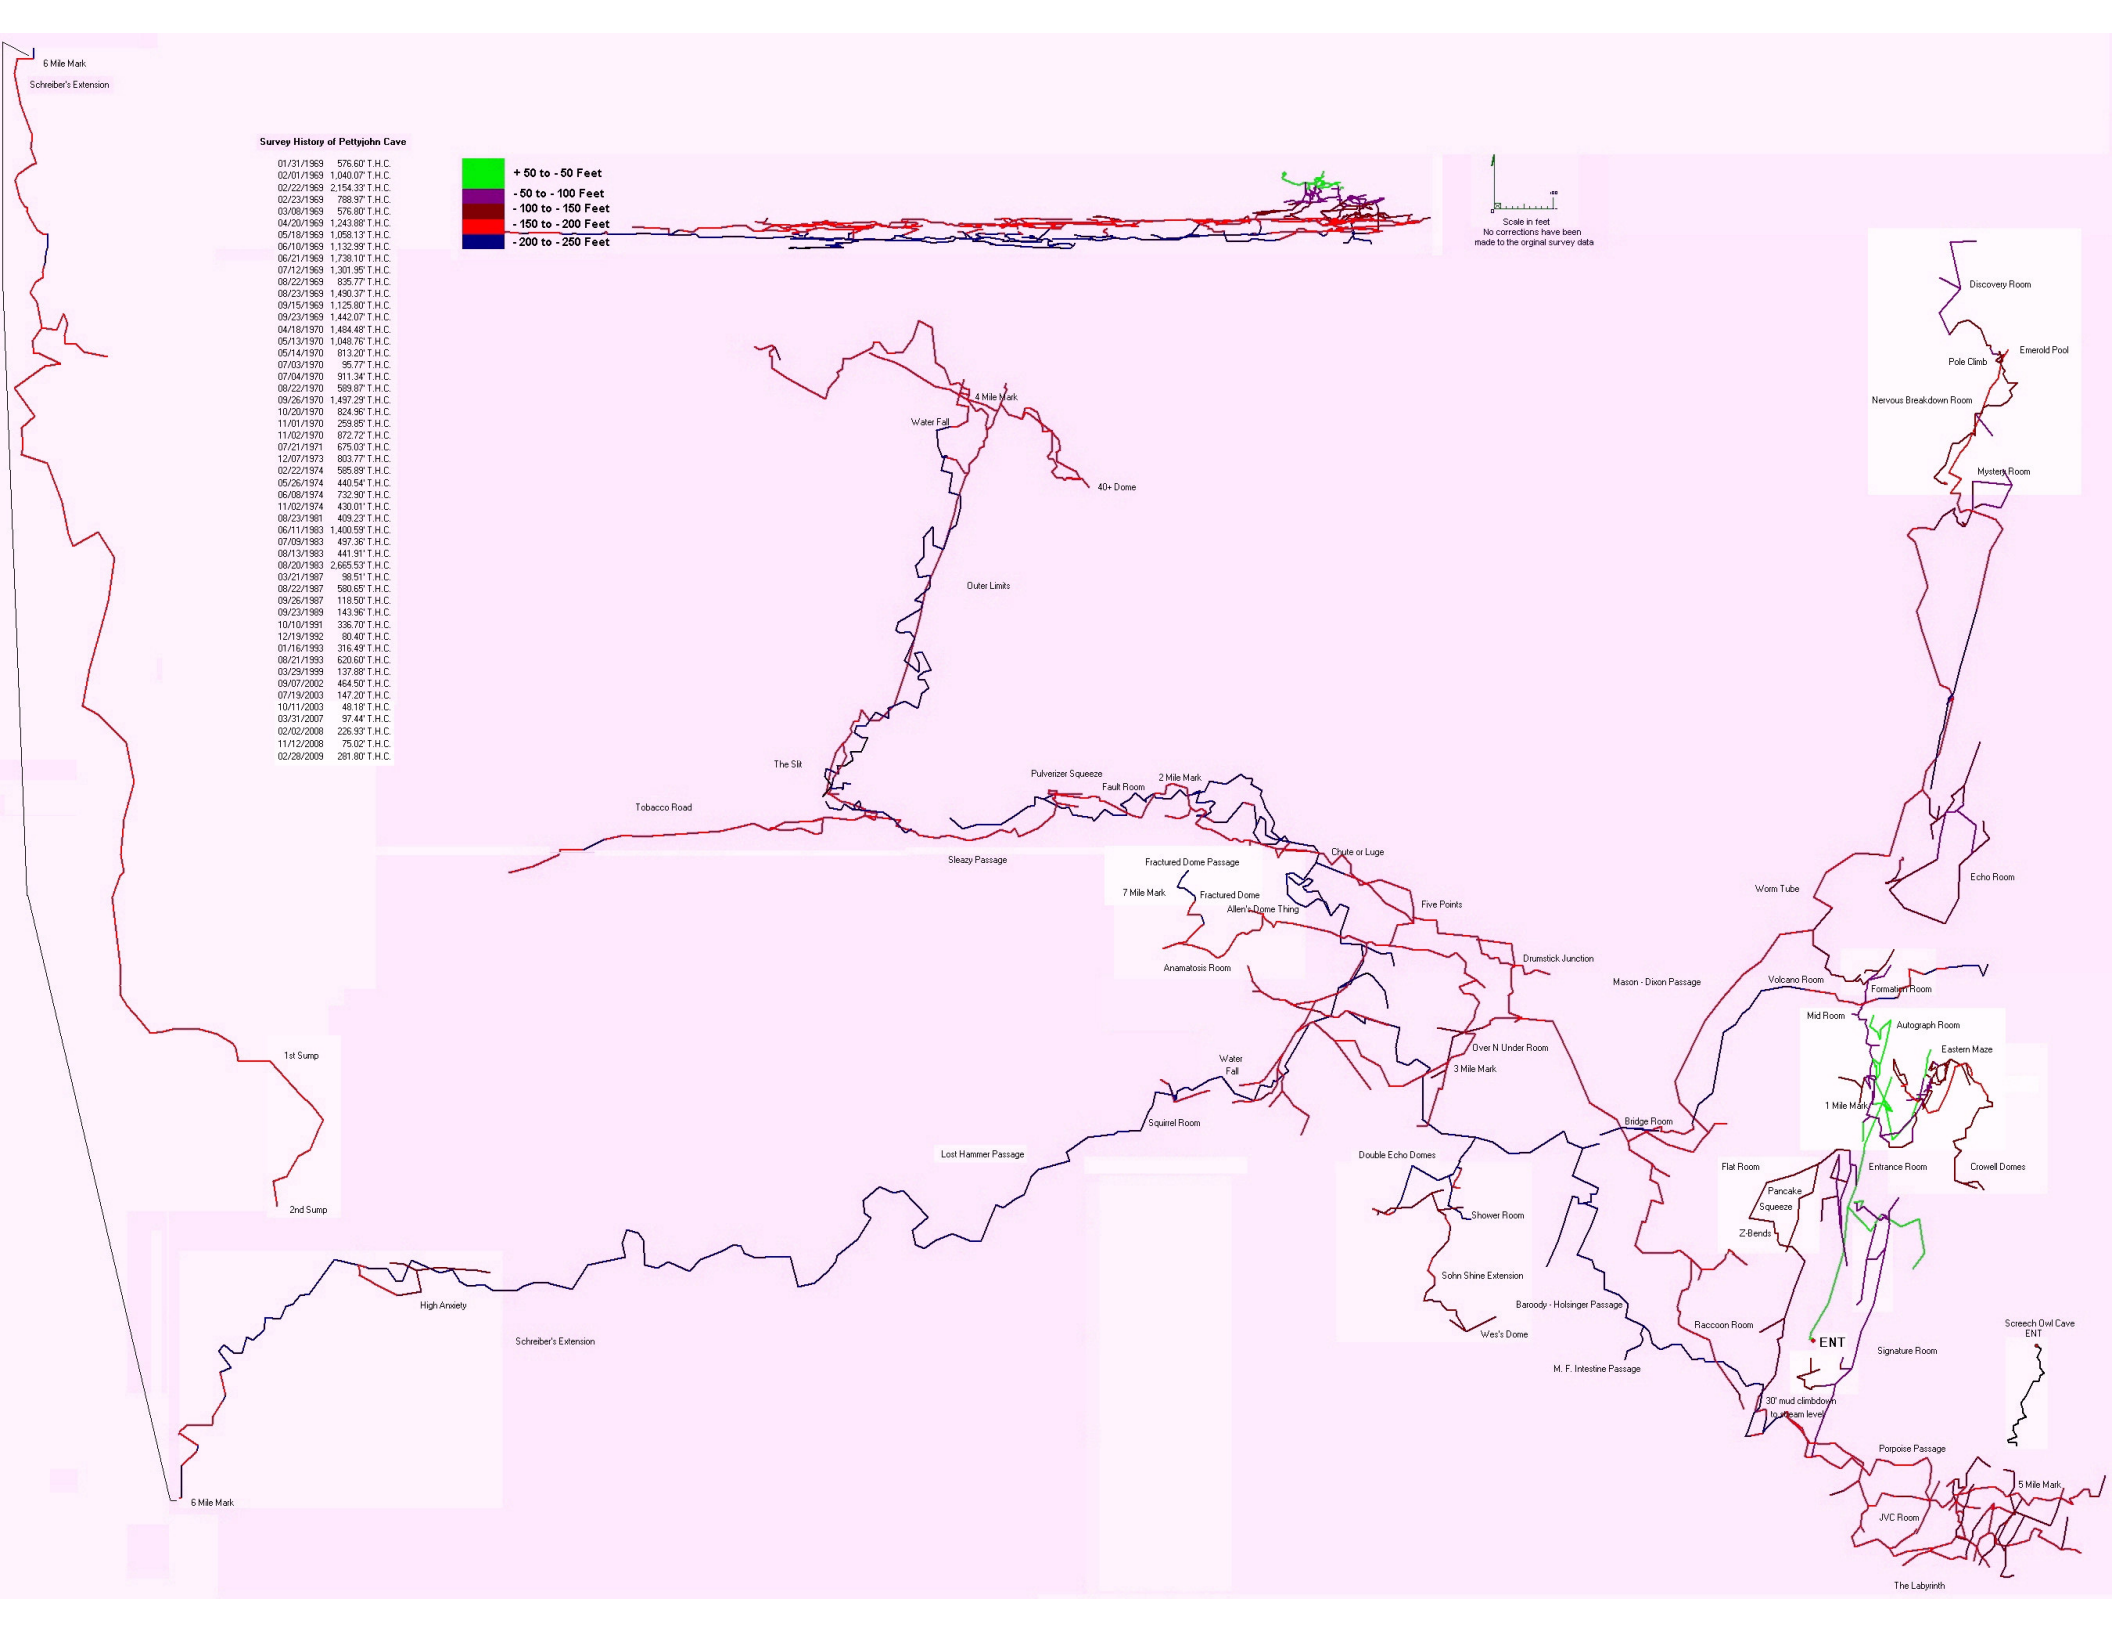 6 Mile Mark
Schreiber's Extension
Survey History of Pettyjohn Cave
01/31/1969 576.60' T.H.C.
02/01/1969 1,040.07' T.H.C.
02/22/1969 2,154.33' T.H.C.
02/23/1969 788.97' T.H.C.
03/08/1969 576.80' T.H.C.
04/20/1969 1,243.88' T.H.C.
05/18/1969 1,058.13' T.H.C.
06/10/1969 1,132.99' T.H.C.
06/21/1969 1,738.10' T.H.C.
07/12/1969 1,301.95' T.H.C.
08/22/1969 835.77' T.H.C.
08/23/1969 1,490.37' T.H.C.
09/15/1969 1,125.80' T.H.C.
09/23/1969 1,442.07' T.H.C.
04/18/1970 1,484.48' T.H.C.
05/13/1970 1,048.76' T.H.C.
05/14/1970 813.20' T.H.C.
07/03/1970 95.77' T.H.C.
07/04/1970 911.34' T.H.C.
08/22/1970 589.87' T.H.C.
09/26/1970 1,497.29' T.H.C.
10/20/1970 824.96' T.H.C.
11/01/1970 259.85' T.H.C.
11/02/1970 872.72' T.H.C.
07/21/1971 675.03' T.H.C.
12/07/1973 803.77' T.H.C.
02/22/1974 585.89' T.H.C.
05/26/1974 440.54' T.H.C.
06/08/1974 732.90' T.H.C.
11/02/1974 430.01' T.H.C.
08/23/1981 409.23' T.H.C.
06/11/1983 1,400.59' T.H.C.
07/09/1983 497.36' T.H.C.
08/13/1983 441.91' T.H.C.
08/20/1983 2,665.53' T.H.C.
03/21/1987 98.51' T.H.C.
08/22/1987 580.65' T.H.C.
09/26/1987 118.50' T.H.C.
09/23/1989 143.96' T.H.C.
10/10/1991 336.70' T.H.C.
12/19/1992 80.40' T.H.C.
01/16/1993 316.49' T.H.C.
08/21/1993 620.60' T.H.C.
03/29/1999 137.88' T.H.C.
09/07/2002 464.50' T.H.C.
07/19/2003 147.20' T.H.C.
10/11/2003 48.18' T.H.C.
03/31/2007 97.44' T.H.C.
02/02/2008 226.93' T.H.C.
11/12/2008 75.02' T.H.C.
02/28/2009 281.80' T.H.C.
+ 50 to - 50 Feet
- 50 to - 100 Feet
- 100 to - 150 Feet
- 150 to - 200 Feet
- 200 to - 250 Feet
0
Scale in feet
No corrections have been
made to the orginal survey data
Discovery Room
Emerold Pool
Pole Climb
Nervous Breakdown Room
Mystery Room
4 Mile Mark
Water Fall
40+ Dome
Outer Limits
The Slit
Tobacco Road
Pulverizer Squeeze
Fault Room
2 Mile Mark
Sleazy Passage
Chute or Luge
Fractured Dome Passage
7 Mile Mark
Fractured Dome
Allen's Dome Thing
Five Points
Anamatosis Room
Drumstick Junction
Worm Tube
Echo Room
Mason - Dixon Passage
Volcano Room
Formation Room
Mid Room
Autograph Room
Eastern Maze
1 Mile Mark
Over N Under Room
3 Mile Mark
Water
Fall
1st Sump
2nd Sump
Squirrel Room
Bridge Room
Lost Hammer Passage
Double Echo Domes
Flat Room
Entrance Room
Crowell Domes
Pancake
Squeeze
Z-Bends
Shower Room
Sohn Shine Extension
Baroody - Holsinger Passage
Wes's Dome
Raccoon Room
ENT
Signature Room
Screech Owl Cave
ENT
M. F. Intestine Passage
High Anxiety
Schreiber's Extension
30' mud climbdown
to stream level
Porpoise Passage
5 Mile Mark
JVC Room
The Labyrinth
6 Mile Mark